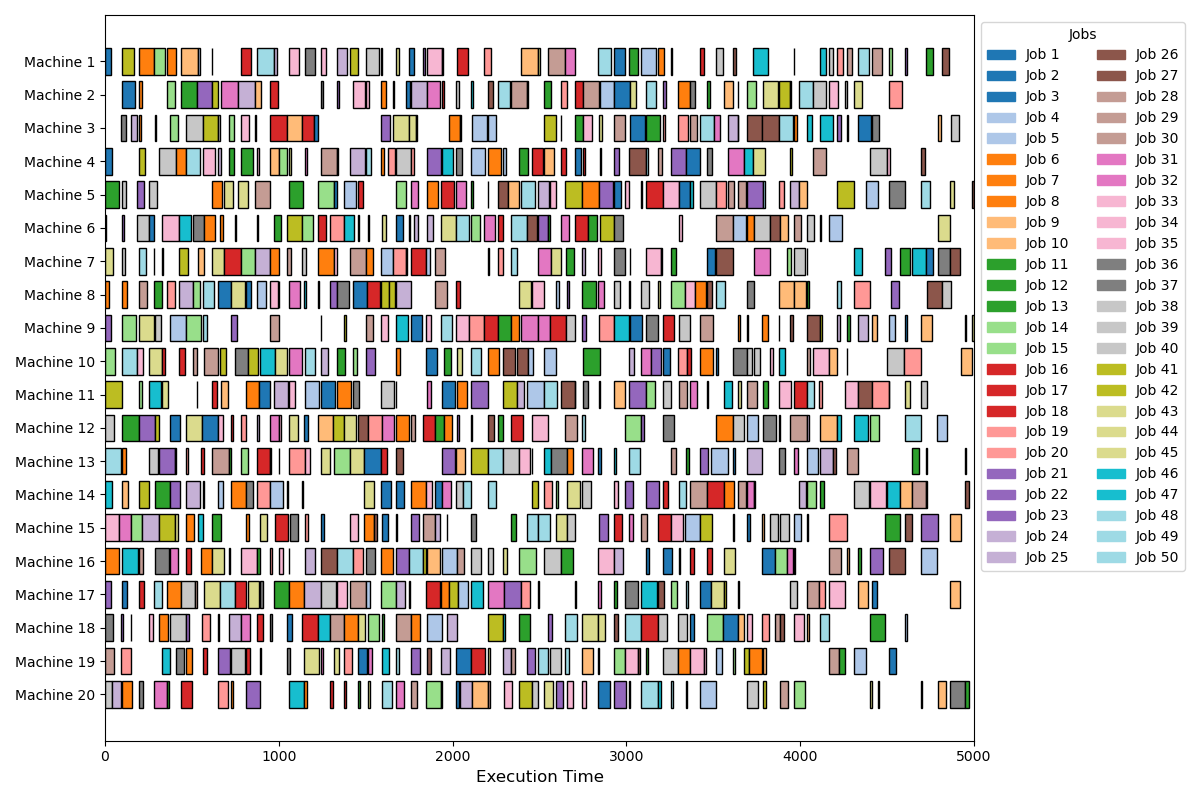 Machine 1
Machine 2
Machine 3
Machine 4
Machine 5
Machine 6
Machine 7
Machine 8
Machine 9
Machine 10
Machine 11
Machine 12
Machine 13
Machine 14
Machine 15
Machine 16
Machine 17
Machine 18
Machine 19
Machine 20
0 1000 2000 3000 4000 5000
Execution Time
Jobs
Job 1 Job 26
Job 2 Job 27
Job 3 Job 28
Job 4 Job 29
Job 5 Job 30
Job 6 Job 31
Job 7 Job 32
Job 8 Job 33
Job 9 Job 34
Job 10 Job 35
Job 11 Job 36
Job 12 Job 37
Job 13 Job 38
Job 14 Job 39
Job 15 Job 40
Job 16 Job 41
Job 17 Job 42
Job 18 Job 43
Job 19 Job 44
Job 20 Job 45
Job 21 Job 46
Job 22 Job 47
Job 23 Job 48
Job 24 Job 49
Job 25 Job 50